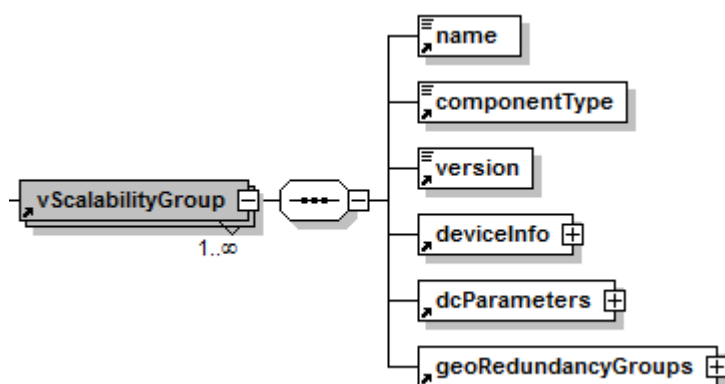 name
componentType
version
vScalabilityGroup
1..∞
deviceInfo
dcParameters
geoRedundancyGroups